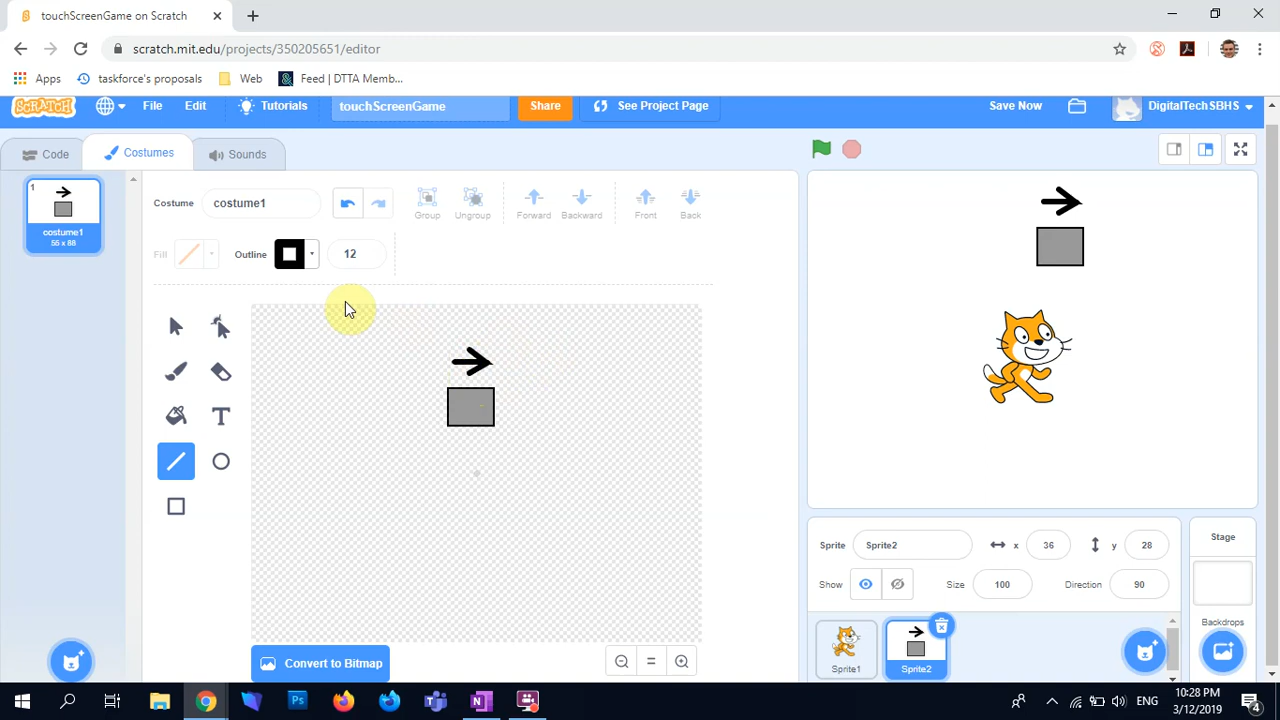 touchScreenGame on Scratch
scratch.mit.edu/projects/350205651/editor
Apps taskforce's proposals Web Feed | DTTA Memb...
SCRATCH File Edit Tutorials touchScreenGame Share See Project Page Save Now DigitalTechSBHS
Code Costumes Sounds
1
costume1
55 x 88
Costume costume1 Group Ungroup Forward Backward Front Back
Fill Outline 12
T
Convert to Bitmap
Sprite Sprite2 x 36 y 28
Show Size 100 Direction 90
Sprite1 Sprite2
Stage
Backdrops
ENG 10:28 PM
3/12/2019 4